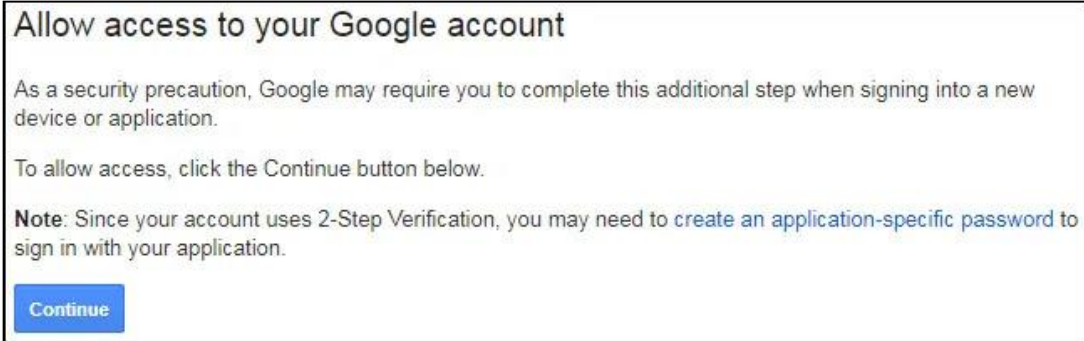 Allow access to your Google account
As a security precaution, Google may require you to complete this additional step when signing into a new
device or application.
To allow access, click the Continue button below.
Note: Since your account uses 2-Step Verification, you may need to create an application-specific password to
sign in with your application.
Continue